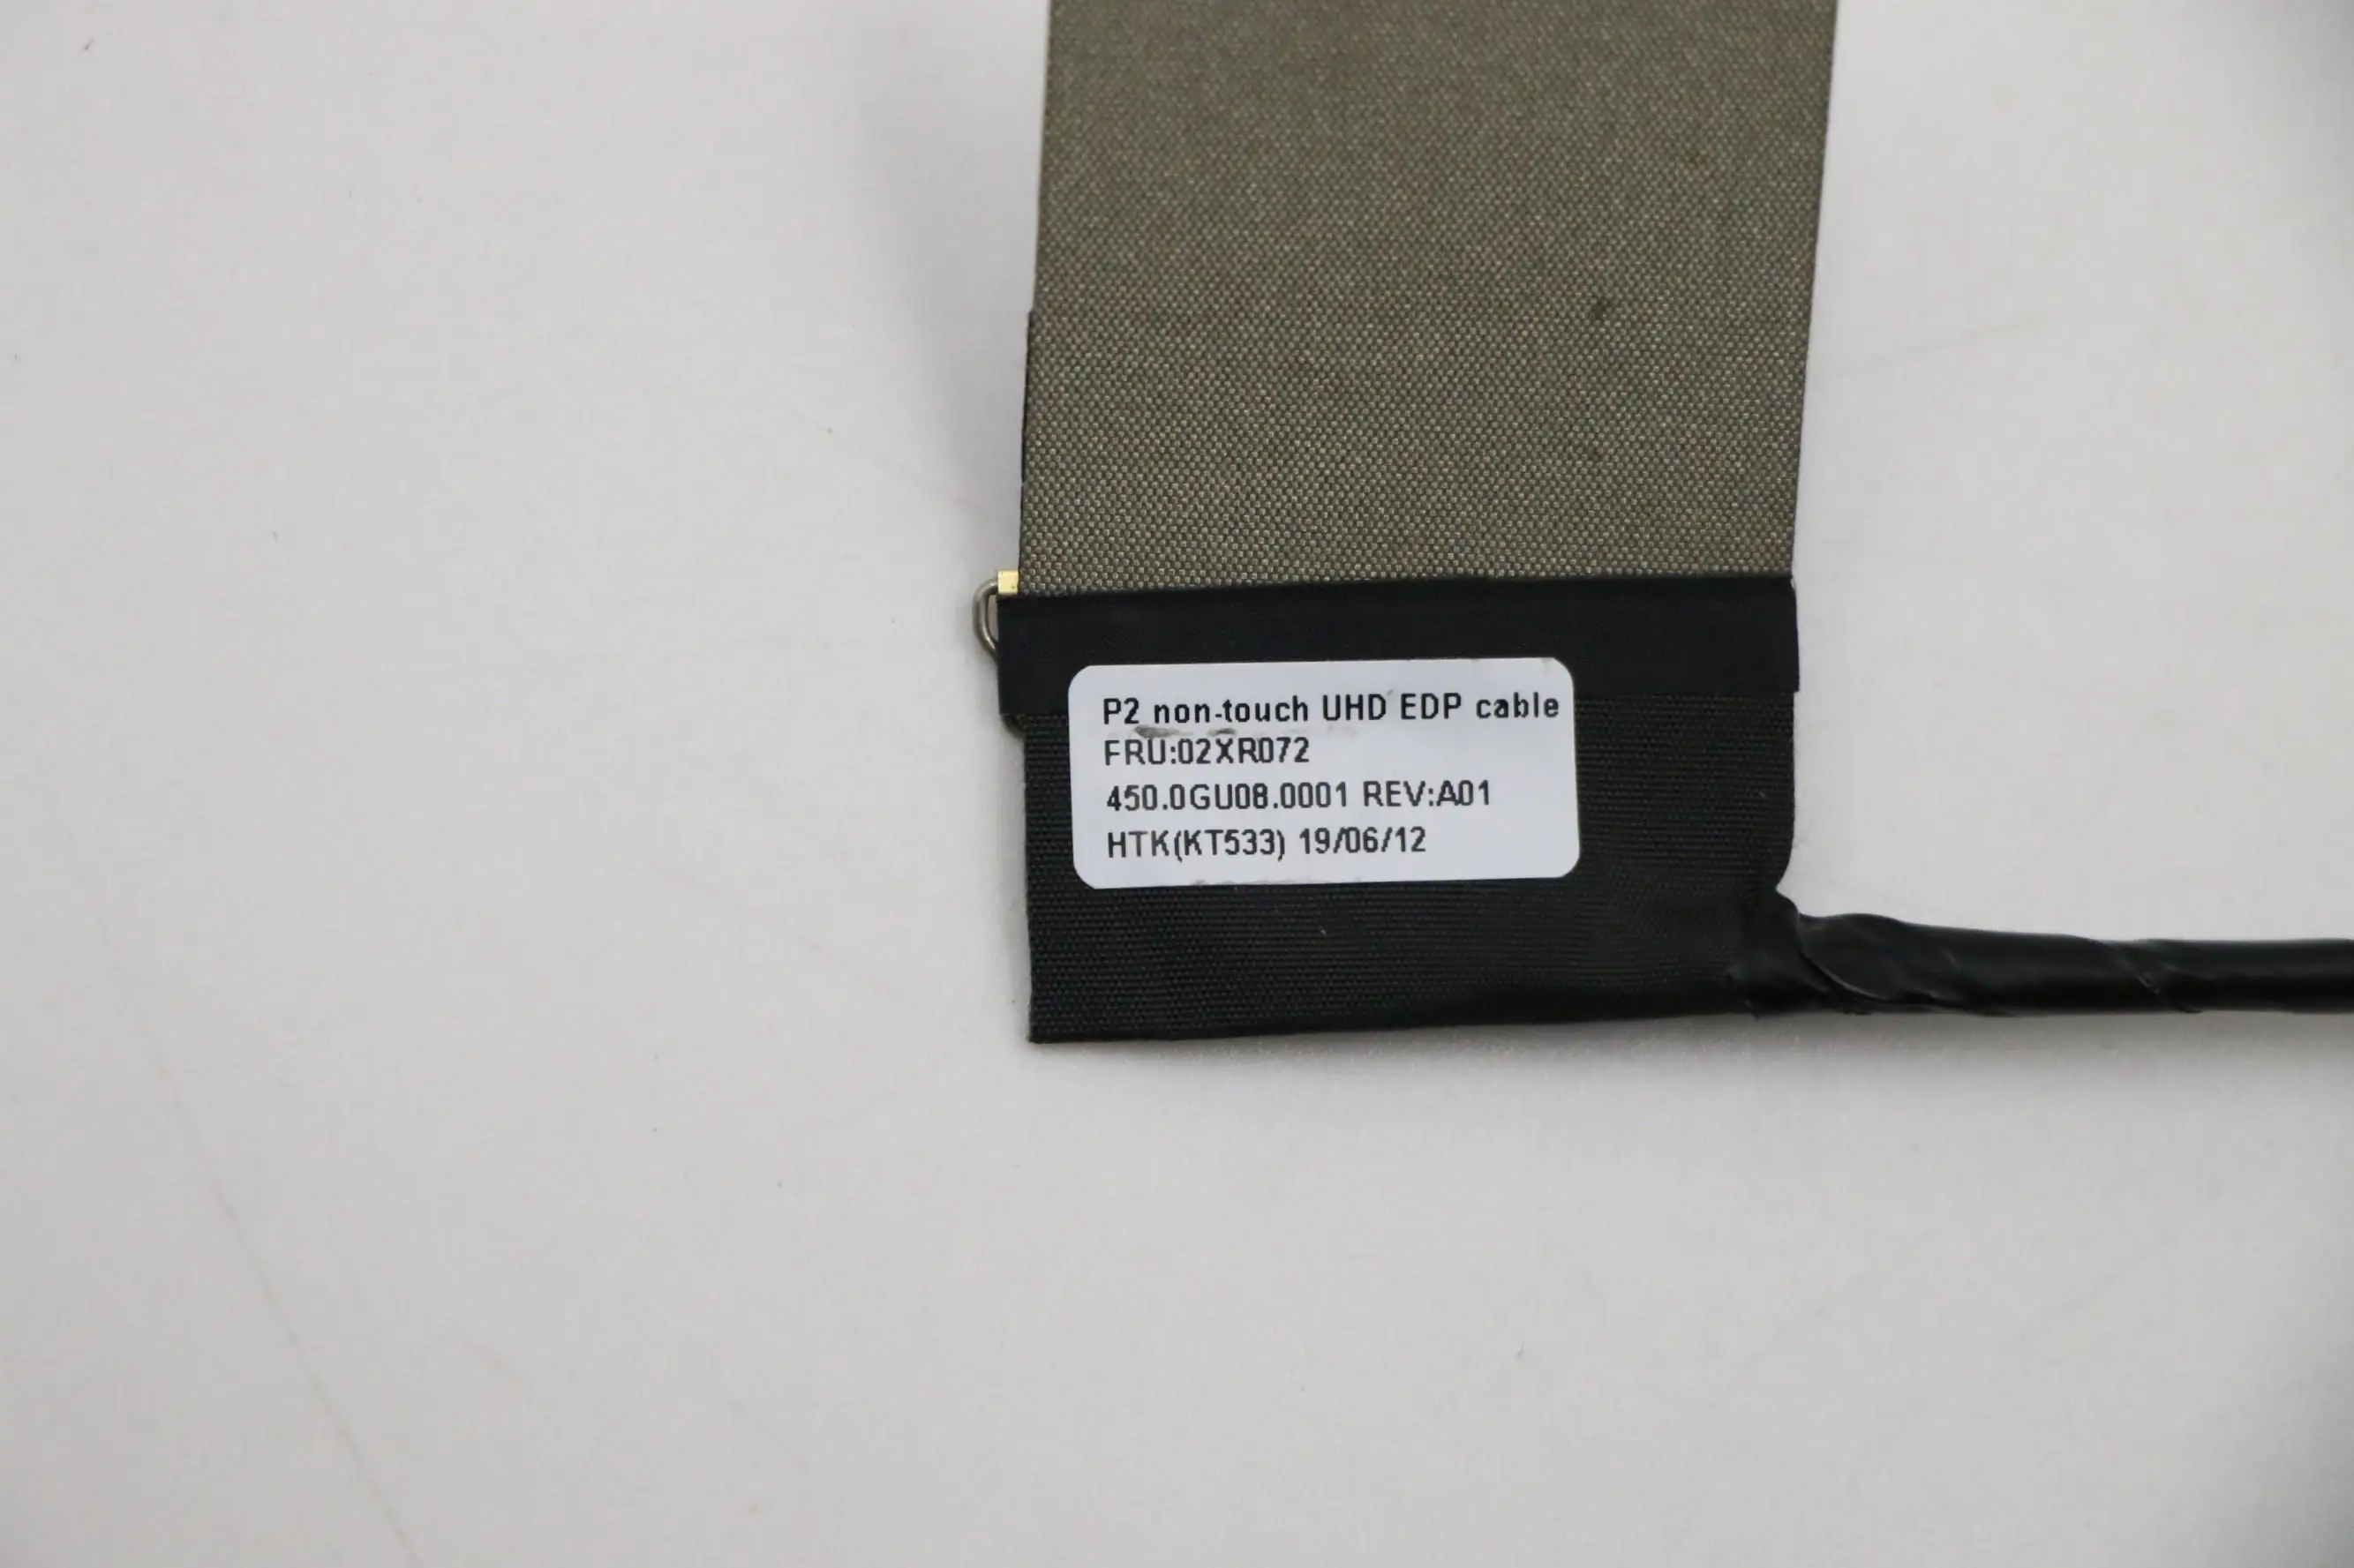 P2 non-touch UHD EDP cable
FRU:02XR072
450.0GU08.0001 REV:A01
HTK(KT533) 19/06/12